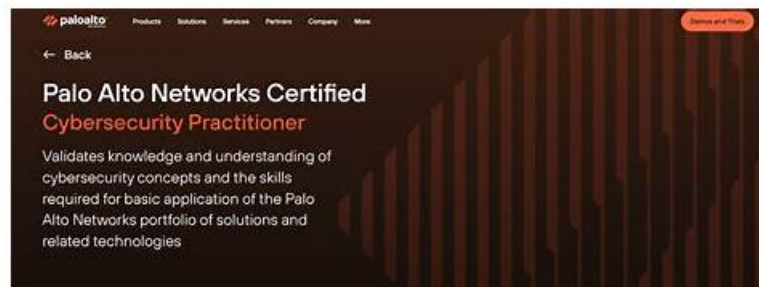 paloalto
Products Solutions Services Partners Company More
Demos and Trials
← Back
Palo Alto Networks Certified
Cybersecurity Practitioner
Validates knowledge and understanding of
cybersecurity concepts and the skills
required for basic application of the Palo
Alto Networks portfolio of solutions and
related technologies